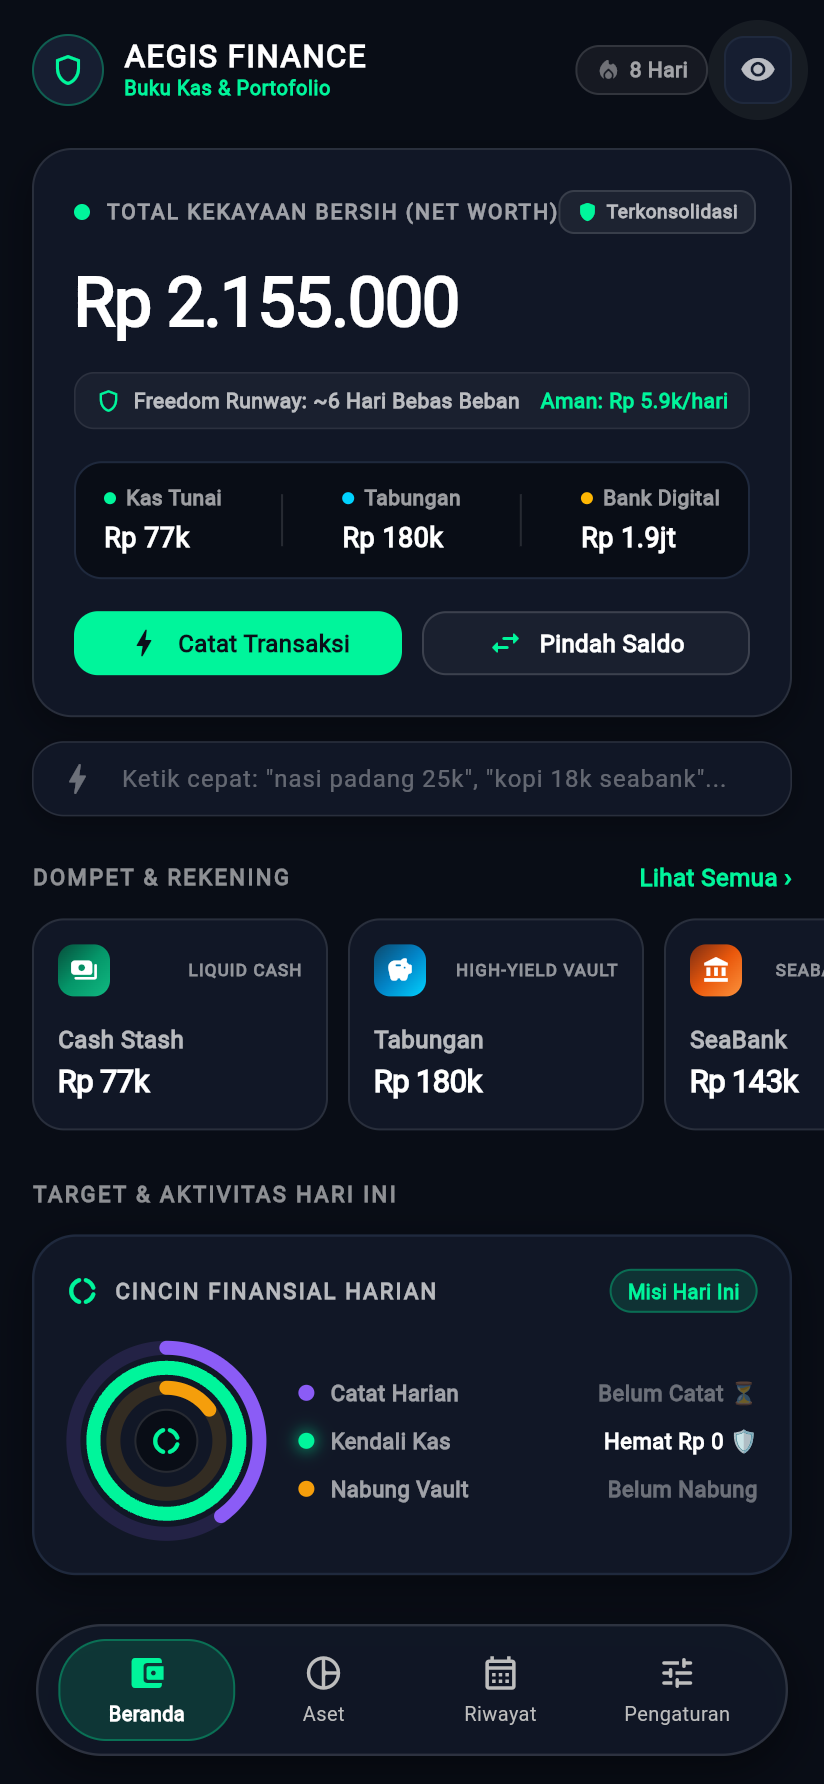 AEGIS FINANCE
Buku Kas & Portofolio
8 Hari
TOTAL KEKAYAAN BERSIH (NET WORTH)
Terkonsolidasi
Rp 2.155.000
Freedom Runway: ~6 Hari Bebas Beban
Aman: Rp 5.9k/hari
Kas Tunai
Rp 77k
Tabungan
Rp 180k
Bank Digital
Rp 1.9jt
Catat Transaksi
Pindah Saldo
Ketik cepat: "nasi padang 25k", "kopi 18k seabank"...
DOMPET & REKENING
Lihat Semua ›
LIQUID CASH
Cash Stash
Rp 77k
HIGH-YIELD VAULT
Tabungan
Rp 180k
SeaBank
Rp 143k
TARGET & AKTIVITAS HARI INI
CINCIN FINANSIAL HARIAN
Misi Hari Ini
Catat Harian
Belum Catat ⏳
Kendali Kas
Hemat Rp 0 🛡️
Nabung Vault
Belum Nabung
Beranda
Aset
Riwayat
Pengaturan